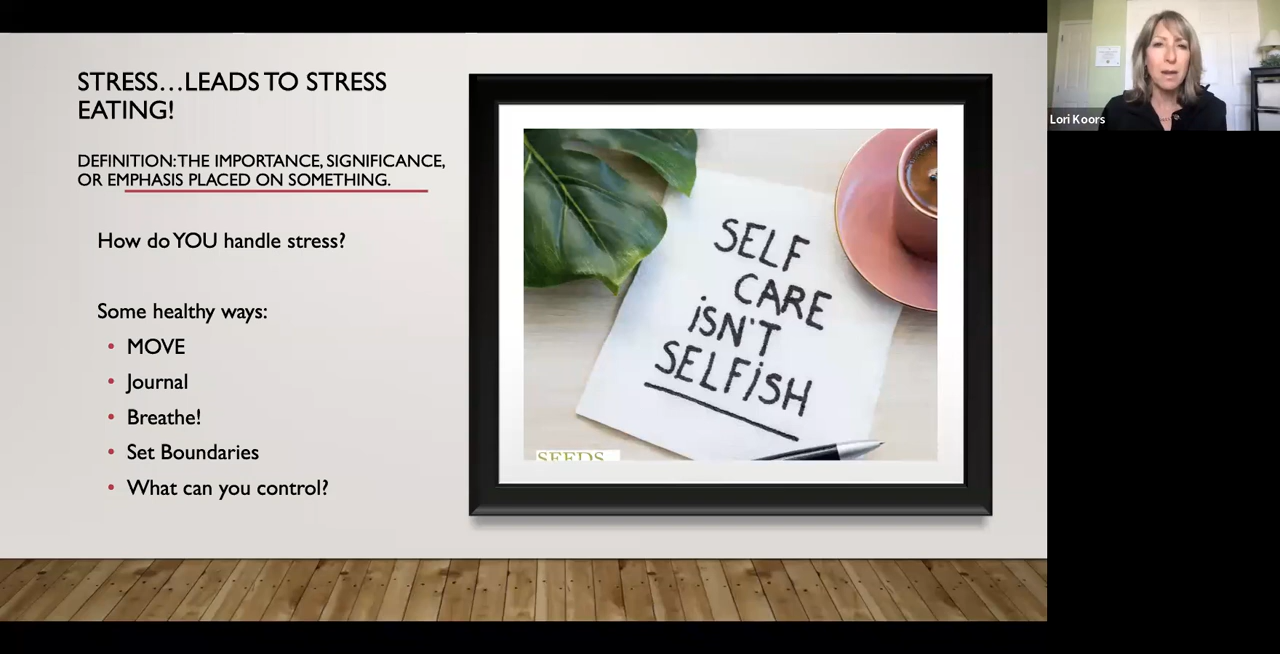 STRESS…LEADS TO STRESS
EATING!
DEFINITION: THE IMPORTANCE, SIGNIFICANCE,
OR EMPHASIS PLACED ON SOMETHING.
How do YOU handle stress?
Some healthy ways:
• MOVE
• Journal
• Breathe!
• Set Boundaries
• What can you control?
SELF
CARE
iSN'T
SELFiSH
SEEDS
Lori Koors